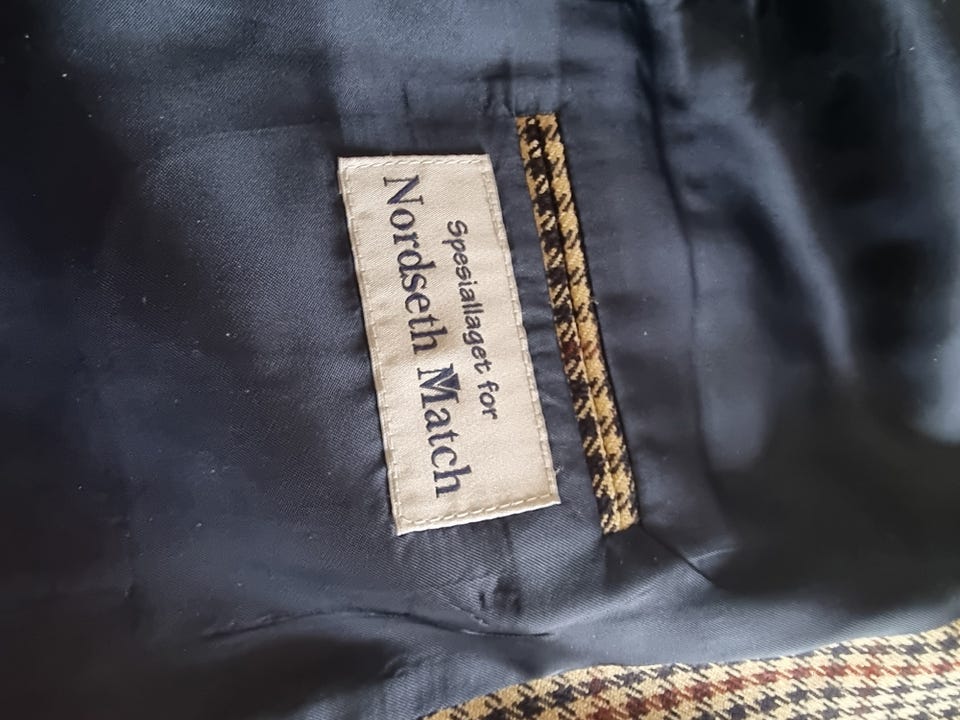 Spesiallaget for
Nordseth Match